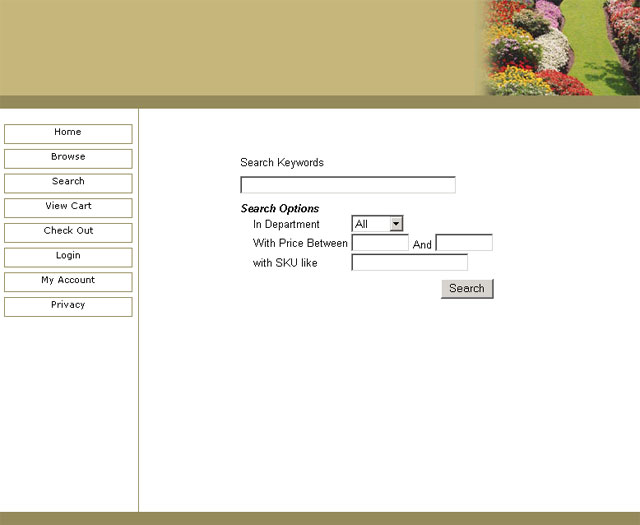 Home
Browse
Search
View Cart
Check Out
Login
My Account
Privacy
Search Keywords
Search Options
In Department All
With Price Between And
with SKU like
Search